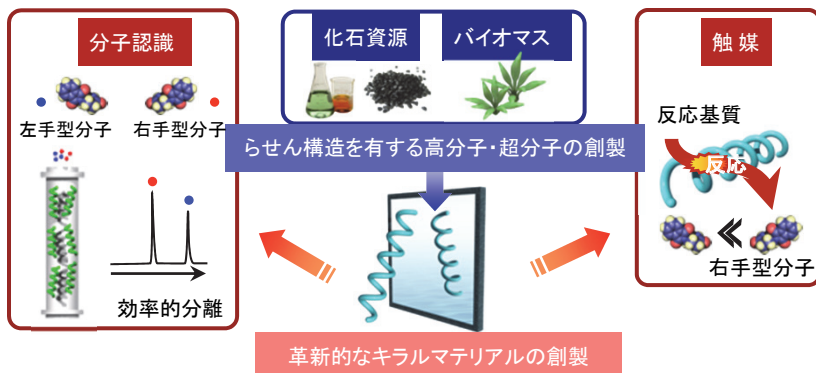 分子認識
左手型分子
右手型分子
効率的分離
化石資源
バイオマス
らせん構造を有する高分子・超分子の創製
革新的なキラルマテリアルの創製
触媒
反応基質
反応
≪
右手型分子